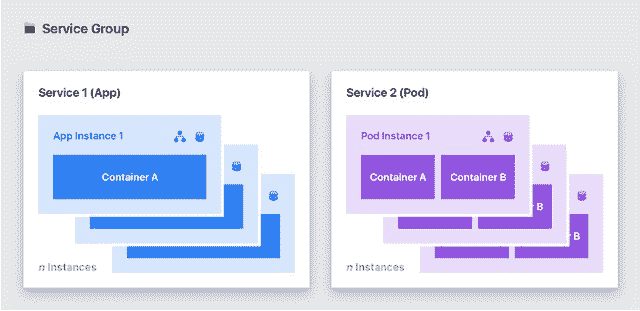 Service Group
Service 1 (App)
App Instance 1
Container A
n Instances
Service 2 (Pod)
Pod Instance 1
Container A
Container B
B
B
n Instances